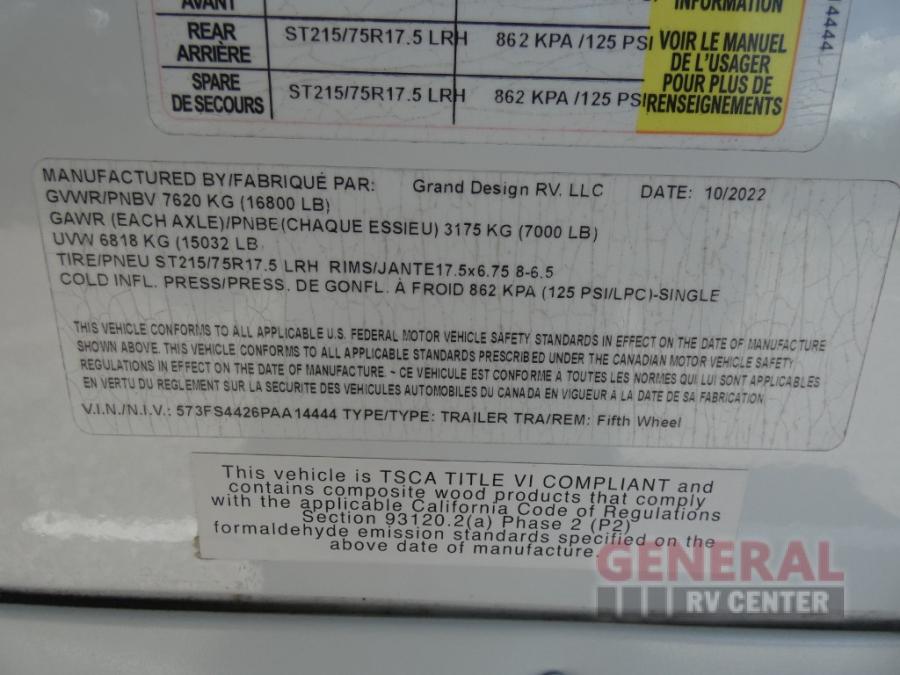 AVANT
INFORMATION
REAR
ARRIÈRE
ST215/75R17.5 LRH
862 KPA /125 PSI
SPARE
DE SECOURS
ST215/75R17.5 LRH
862 KPA /125 PSI
VOIR LE MANUEL
DE L'USAGER
POUR PLUS DE
RENSEIGNEMENTS
14444
MANUFACTURED BY/FABRIQUÉ PAR: Grand Design RV. LLC DATE: 10/2022
GVWR/PNBV 7620 KG (16800 LB)
GAWR (EACH AXLE)/PNBE(CHAQUE ESSIEU) 3175 KG (7000 LB)
UVW 6818 KG (15032 LB
TIRE/PNEU ST215/75R17.5 LRH RIMS/JANTE17.5x6.75 8-6.5
COLD INFL. PRESS/PRESS. DE GONFL. À FROID 862 KPA (125 PSI/LPC)-SINGLE
THIS VEHICLE CONFORMS TO ALL APPLICABLE U.S. FEDERAL MOTOR VEHICLE SAFETY STANDARDS IN EFFECT ON THE DATE OF MANUFACTURE
SHOWN ABOVE. THIS VEHICLE CONFORMS TO ALL APPLICABLE STANDARDS PRESCRIBED UNDER THE CANADIAN MOTOR VEHICLE SAFETY
REGULATIONS IN EFFECT ON THE DATE OF MANUFACTURE. ~ CE VEHICULE EST CONFORME A TOUTES LES NORMES QUI LUI SONT APPLICABLES
EN VERTU DU REGLEMENT SUR LA SECURITE DES VEHICULES AUTOMOBILES DU CANADA EN VIGUEUR A LA DATE DE SA FABRICATION
V.I.N./N.I.V.: 573FS4426PAA14444 TYPE/TYPE: TRAILER TRA/REM: Fifth Wheel
This vehicle is TSCA TITLE VI COMPLIANT and
contains composite wood products that comply
with the applicable California Code of Regulations
Section 93120.2(a) Phase 2 (P2)
formaldehyde emission standards specified on the
above date of manufacture.
GENERAL
RV CENTER